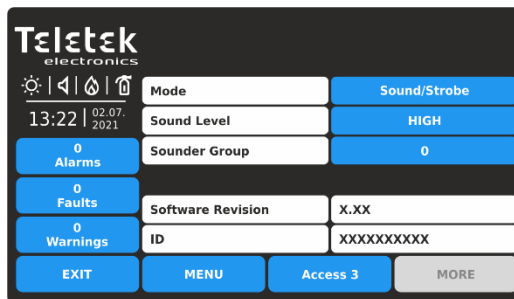 Teletek
electronics
Mode
Sound/Strobe
13:22
02.07.
2021
Sound Level
HIGH
0
Alarms
Sounder Group
0
0
Faults
Software Revision
X.XX
0
Warnings
ID
XXXXXXXXXX
EXIT
MENU
Access 3
MORE